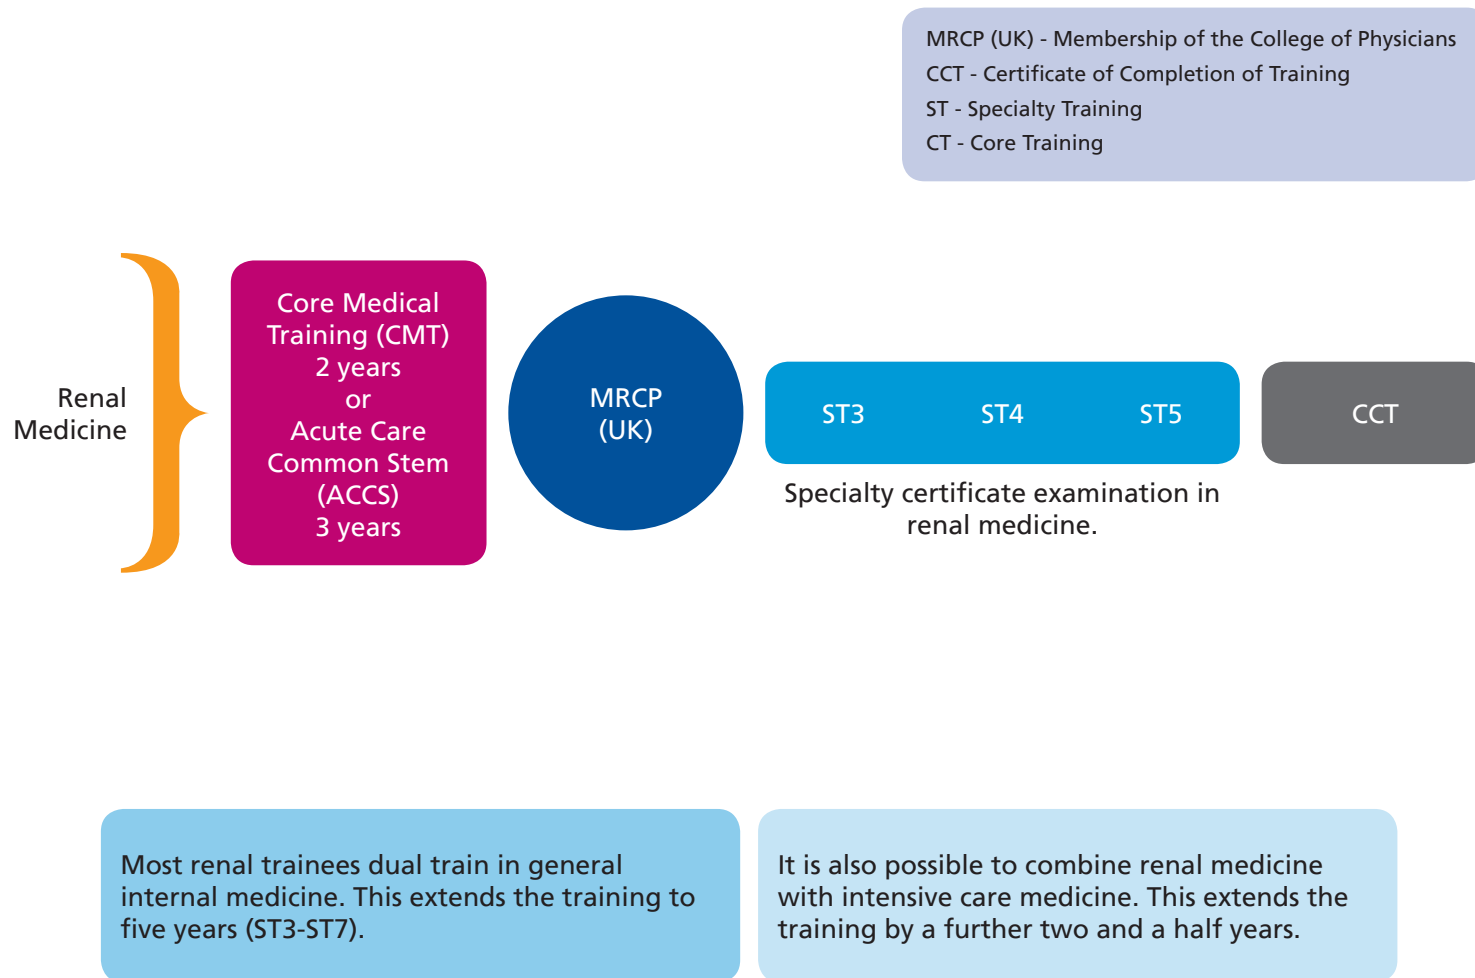 MRCP (UK) - Membership of the College of Physicians
CCT - Certificate of Completion of Training
ST - Specialty Training
CT - Core Training
Renal
Medicine
Core Medical
Training (CMT)
2 years
or
Acute Care
Common Stem
(ACCS)
3 years
MRCP
(UK)
ST3 ST4 ST5
CCT
Specialty certificate examination in
renal medicine.
Most renal trainees dual train in general
internal medicine. This extends the training to
five years (ST3-ST7).
It is also possible to combine renal medicine
with intensive care medicine. This extends the
training by a further two and a half years.